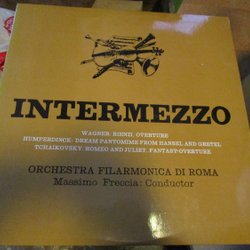 INTERMEZZO
WAGNER: RIENZI, OVERTURE
HUMPERDINCK: DREAM PANTOMIME FROM HANSEL AND GRETEL
TCHAIKOVSKY: ROMEO AND JULIET, FANTASY-OVERTURE
ORCHESTRA FILARMONICA DI ROMA
Massimo Freccia: Conductor